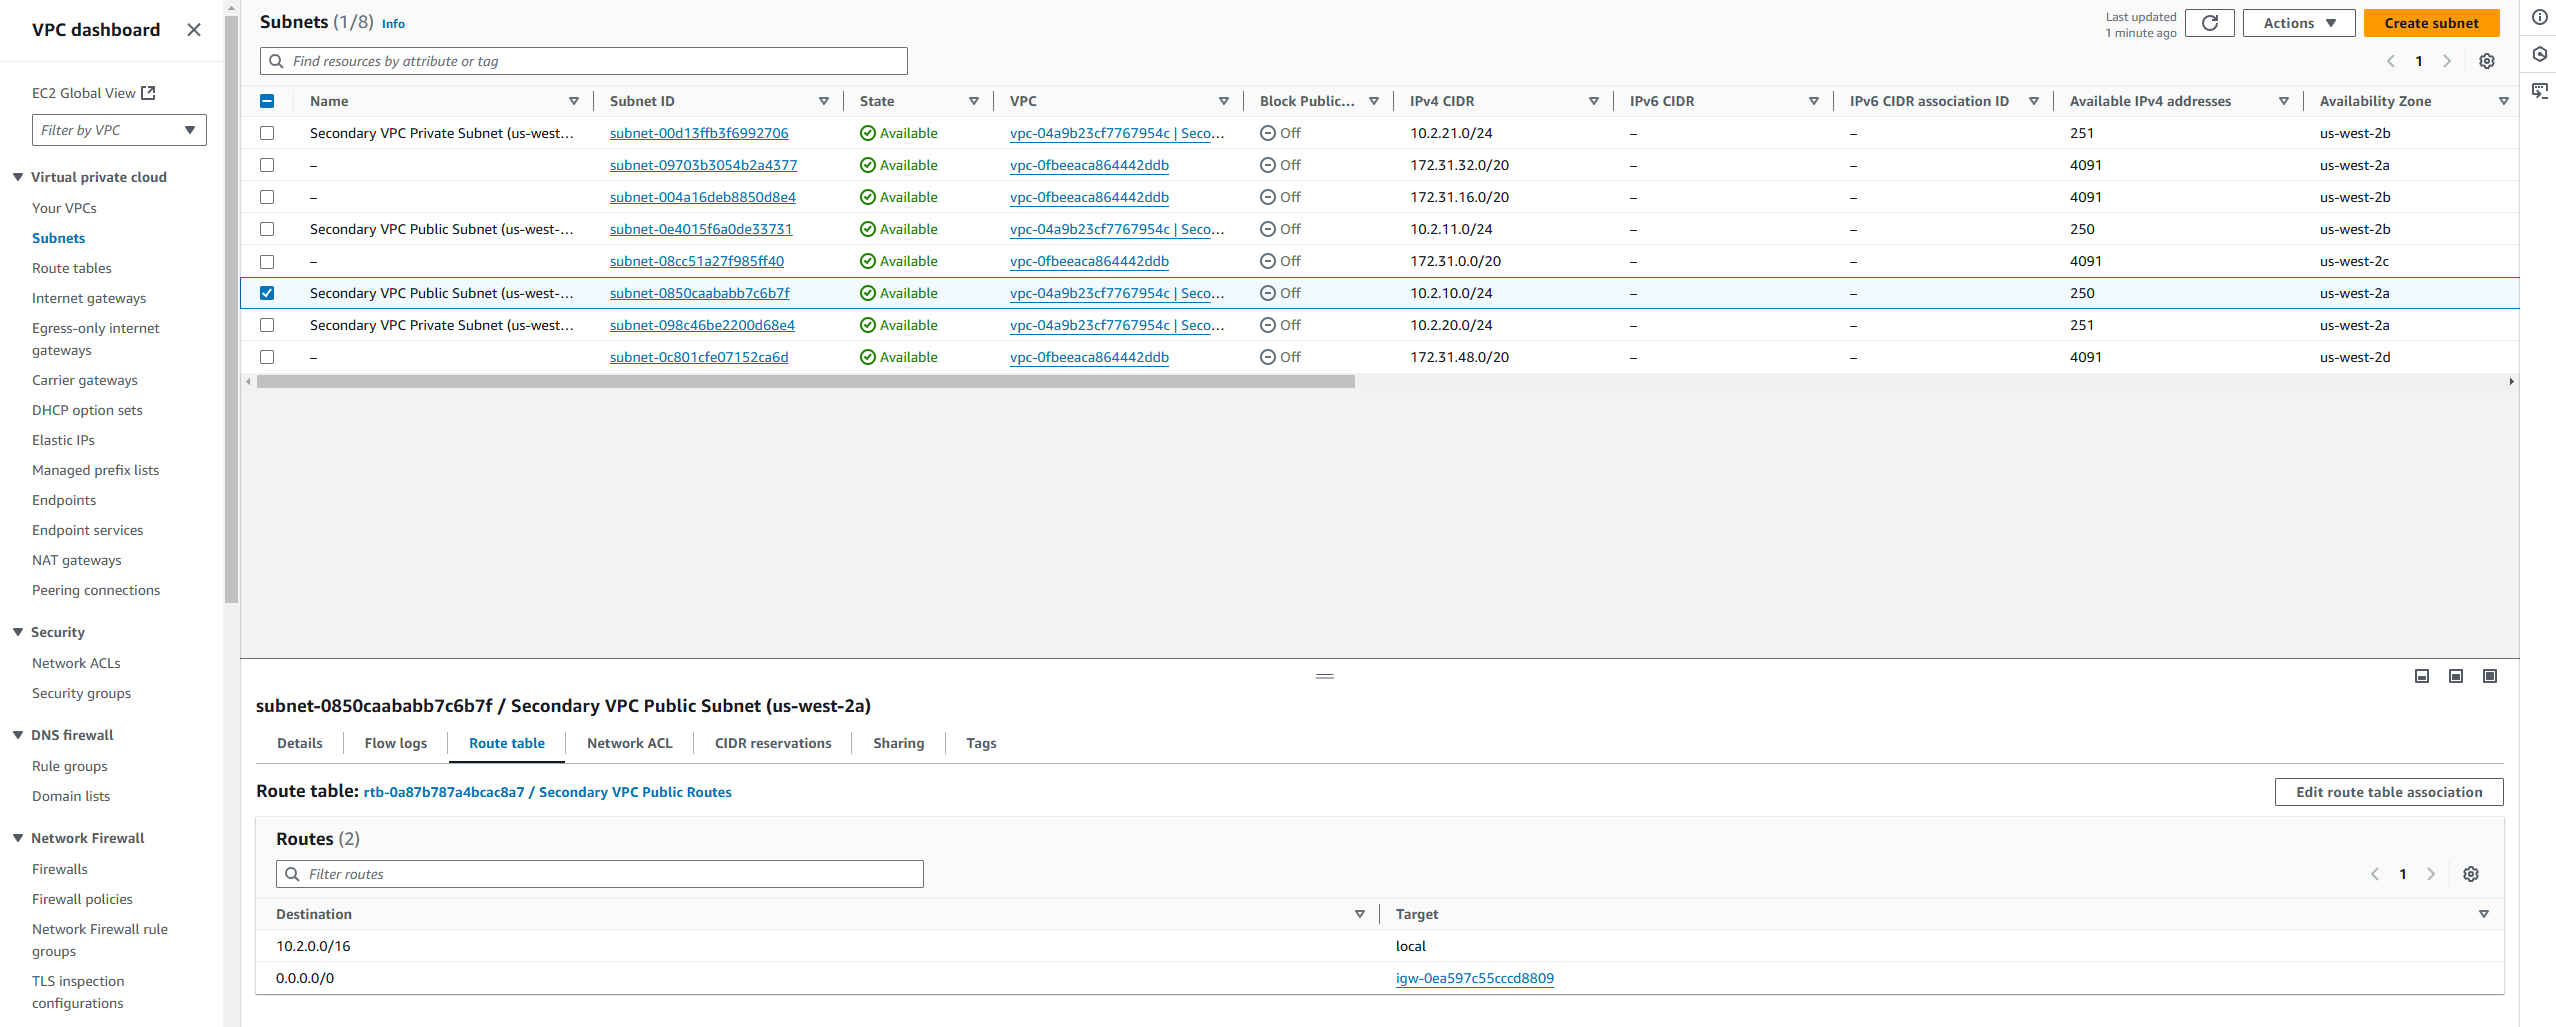 VPC dashboard
EC2 Global View
Filter by VPC
Virtual private cloud
Your VPCs
Subnets
Route tables
Internet gateways
Egress-only internet
gateways
Carrier gateways
DHCP option sets
Elastic IPs
Managed prefix lists
Endpoints
Endpoint services
NAT gateways
Peering connections
Security
Network ACLs
Security groups
DNS firewall
Rule groups
Domain lists
Network Firewall
Firewalls
Firewall policies
Network Firewall rule
groups
TLS inspection
configurations
Subnets (1/8) Info
Last updated
1 minute ago
Actions
Create subnet
Find resources by attribute or tag
1
Name Subnet ID State VPC Block Public... IPv4 CIDR IPv6 CIDR IPv6 CIDR association ID Available IPv4 addresses Availability Zone
Secondary VPC Private Subnet (us-west... subnet-00d13ffb3f6992706 Available vpc-04a9b23cf7767954c | Seco... Off 10.2.21.0/24 – – 251 us-west-2b
– subnet-09703b3054b2a4377 Available vpc-0fbeeaca864442ddb Off 172.31.32.0/20 – – 4091 us-west-2a
– subnet-004a16deb8850d8e4 Available vpc-0fbeeaca864442ddb Off 172.31.16.0/20 – – 4091 us-west-2b
Secondary VPC Public Subnet (us-west-... subnet-0e4015f6a0de33731 Available vpc-04a9b23cf7767954c | Seco... Off 10.2.11.0/24 – – 250 us-west-2b
– subnet-08cc51a27f985ff40 Available vpc-0fbeeaca864442ddb Off 172.31.0.0/20 – – 4091 us-west-2c
Secondary VPC Public Subnet (us-west-... subnet-0850caababb7c6b7f Available vpc-04a9b23cf7767954c | Seco... Off 10.2.10.0/24 – – 250 us-west-2a
Secondary VPC Private Subnet (us-west... subnet-098c46be2200d68e4 Available vpc-04a9b23cf7767954c | Seco... Off 10.2.20.0/24 – – 251 us-west-2a
– subnet-0c801cfe07152ca6d Available vpc-0fbeeaca864442ddb Off 172.31.48.0/20 – – 4091 us-west-2d
subnet-0850caababb7c6b7f / Secondary VPC Public Subnet (us-west-2a)
Details Flow logs Route table Network ACL CIDR reservations Sharing Tags
Route table: rtb-0a87b787a4bcac8a7 / Secondary VPC Public Routes
Edit route table association
Routes (2)
Filter routes
1
Destination Target
10.2.0.0/16 local
0.0.0.0/0 igw-0ea597c55cccd8809